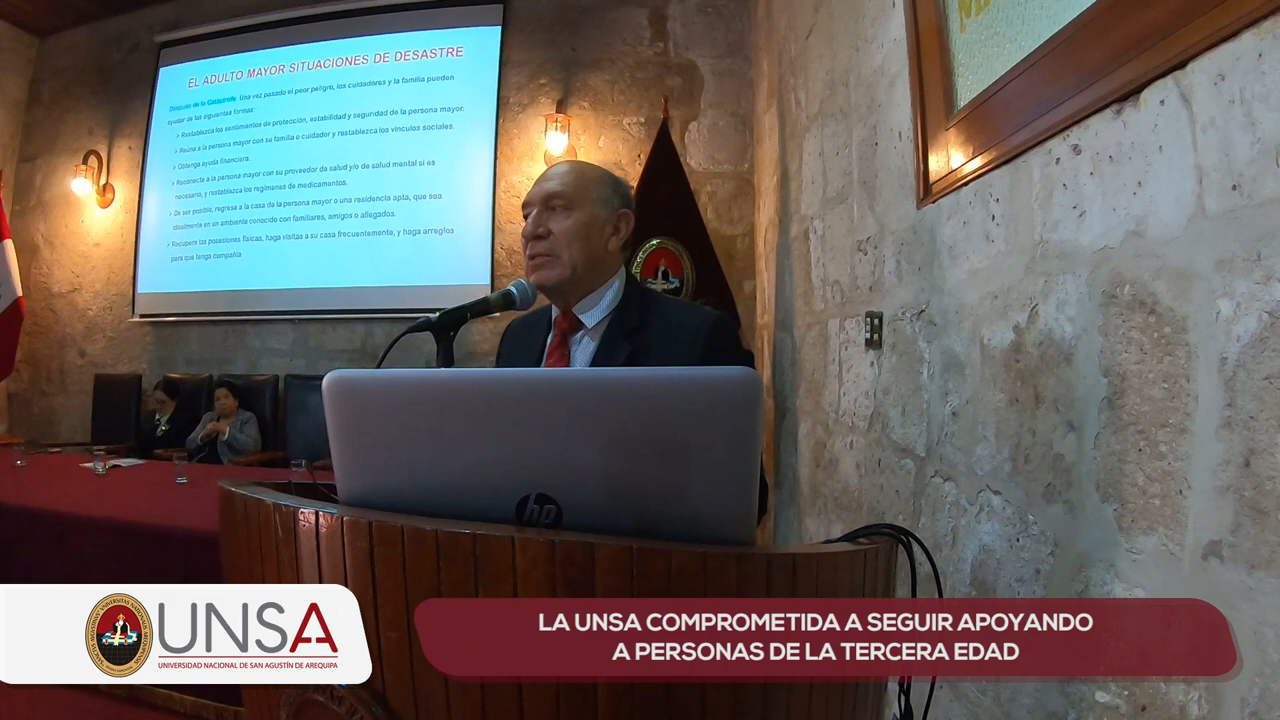 EL ADULTO MAYOR SITUACIONES DE DESASTRE
Después de la Catástrofe. Una vez pasado el peor peligro, los cuidadores y la familia pueden
ayudar de las siguientes formas:
➤ Restablezca los sentimientos de protección, estabilidad y seguridad de la persona mayor.
➤ Reúna a la persona mayor con su familia o cuidador y restablezca los vínculos sociales.
➤ Obtenga ayuda financiera.
➤ Reconecte a la persona mayor con su proveedor de salud y/o de salud mental si es
necesario, y restablezca los regímenes de medicamentos.
➤ De ser posible, regrese a la casa de la persona mayor o una residencia apta, que sea
idealmente en un ambiente conocido con familiares, amigos o allegados.
➤ Recupere las posesiones físicas, haga visitas a su casa frecuentemente, y haga arreglos
para que tenga compañía
hp
UNSA
UNIVERSIDAD NACIONAL DE SAN AGUSTÍN DE AREQUIPA
LA UNSA COMPROMETIDA A SEGUIR APOYANDO
A PERSONAS DE LA TERCERA EDAD